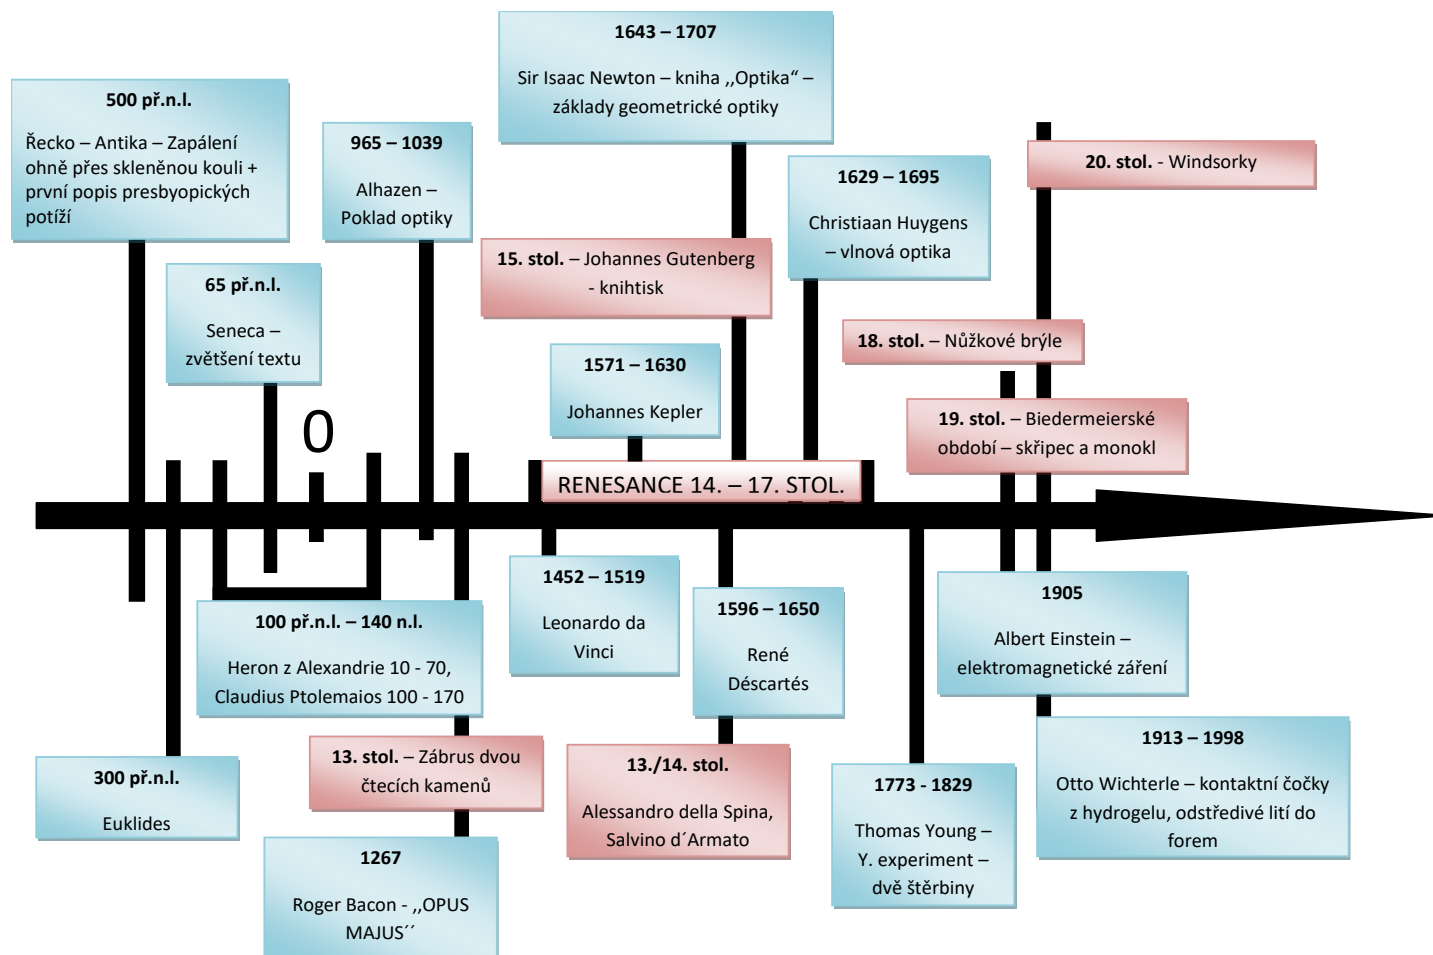 1643 – 1707
Sir Isaac Newton – kniha ,,Optika“ –
základy geometrické optiky
500 př.n.l.
Řecko – Antika – Zapálení
ohně přes skleněnou kouli +
první popis presbyopických
potíží
965 – 1039
Alhazen –
Poklad optiky
20. stol. - Windsorky
1629 – 1695
Christiaan Huygens
– vlnová optika
15. stol. – Johannes Gutenberg
- knihtisk
65 př.n.l.
Seneca –
zvětšení textu
18. stol. – Nůžkové brýle
1571 – 1630
Johannes Kepler
0
19. stol. – Biedermeierské
období – skřipec a monokl
RENESANCE 14. – 17. STOL.
1452 – 1519
Leonardo da
Vinci
1596 – 1650
René
Déscartés
1905
Albert Einstein –
elektromagnetické záření
100 př.n.l. – 140 n.l.
Heron z Alexandrie 10 - 70,
Claudius Ptolemaios 100 - 170
1913 – 1998
Otto Wichterle – kontaktní čočky
z hydrogelu, odstředivé lití do
forem
13. stol. – Zábrus dvou
čtecích kamenů
13./14. stol.
Alessandro della Spina,
Salvino d´Armato
300 př.n.l.
Euklides
1773 - 1829
Thomas Young –
Y. experiment –
dvě štěrbiny
1267
Roger Bacon - ,,OPUS
MAJUS´´